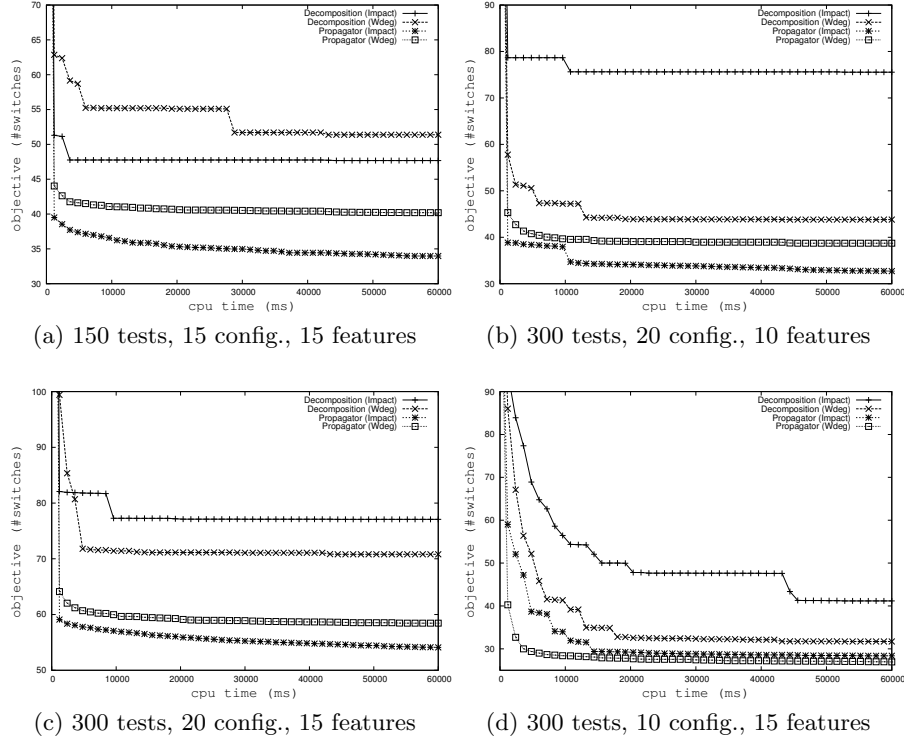 objective (#switches)
70
65
60
55
50
45
40
35
30
0
10000
20000
30000
40000
50000
60000
cpu time (ms)
Decomposition (Impact)
Decomposition (Wdeg)
Propagator (Impact)
Propagator (Wdeg)
(a) 150 tests, 15 config., 15 features
objective (#switches)
90
80
70
60
50
40
30
0
10000
20000
30000
40000
50000
60000
cpu time (ms)
Decomposition (Impact)
Decomposition (Wdeg)
Propagator (Impact)
Propagator (Wdeg)
(b) 300 tests, 20 config., 10 features
objective (#switches)
100
90
80
70
60
50
0
10000
20000
30000
40000
50000
60000
cpu time (ms)
Decomposition (Impact)
Decomposition (Wdeg)
Propagator (Impact)
Propagator (Wdeg)
(c) 300 tests, 20 config., 15 features
objective (#switches)
90
80
70
60
50
40
30
0
10000
20000
30000
40000
50000
60000
cpu time (ms)
Decomposition (Impact)
Decomposition (Wdeg)
Propagator (Impact)
Propagator (Wdeg)
(d) 300 tests, 10 config., 15 features